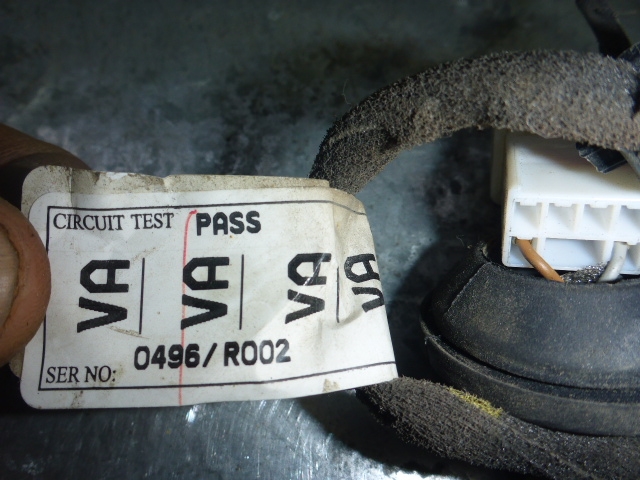 CIRCUIT TEST PASS
VA VA VA VA
SER NO: 0496/R002